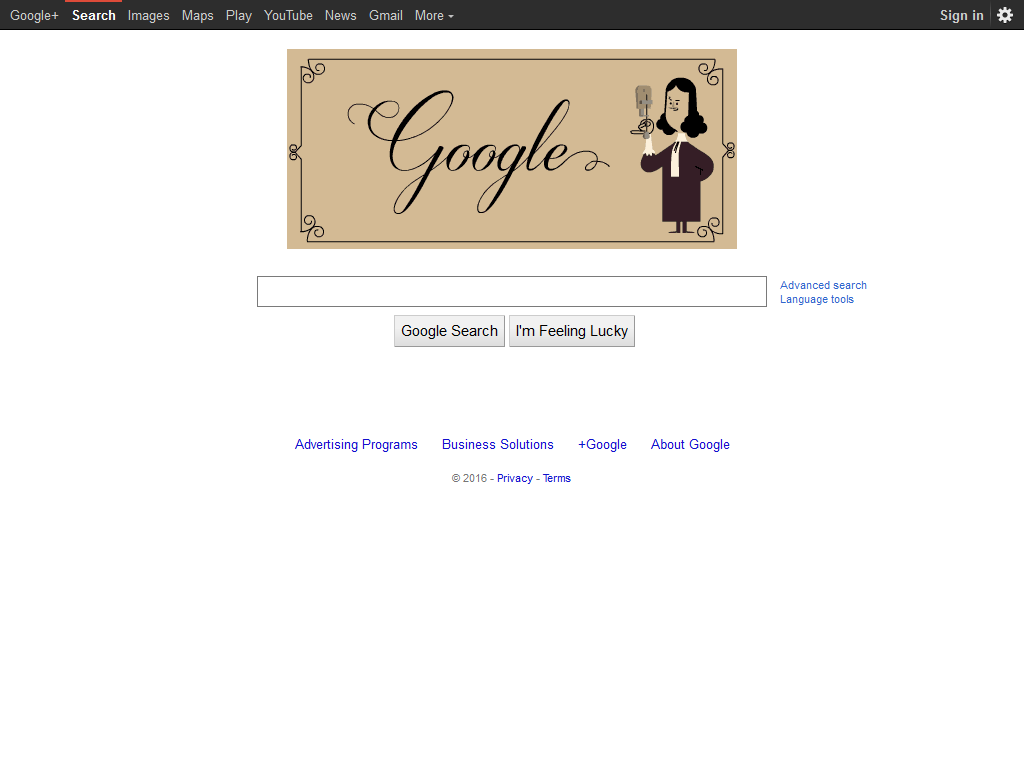 Google+ Search Images Maps Play YouTube News Gmail More Sign in
Google
Advanced search
Language tools
Google Search I'm Feeling Lucky
Advertising Programs Business Solutions +Google About Google
© 2016 - Privacy - Terms